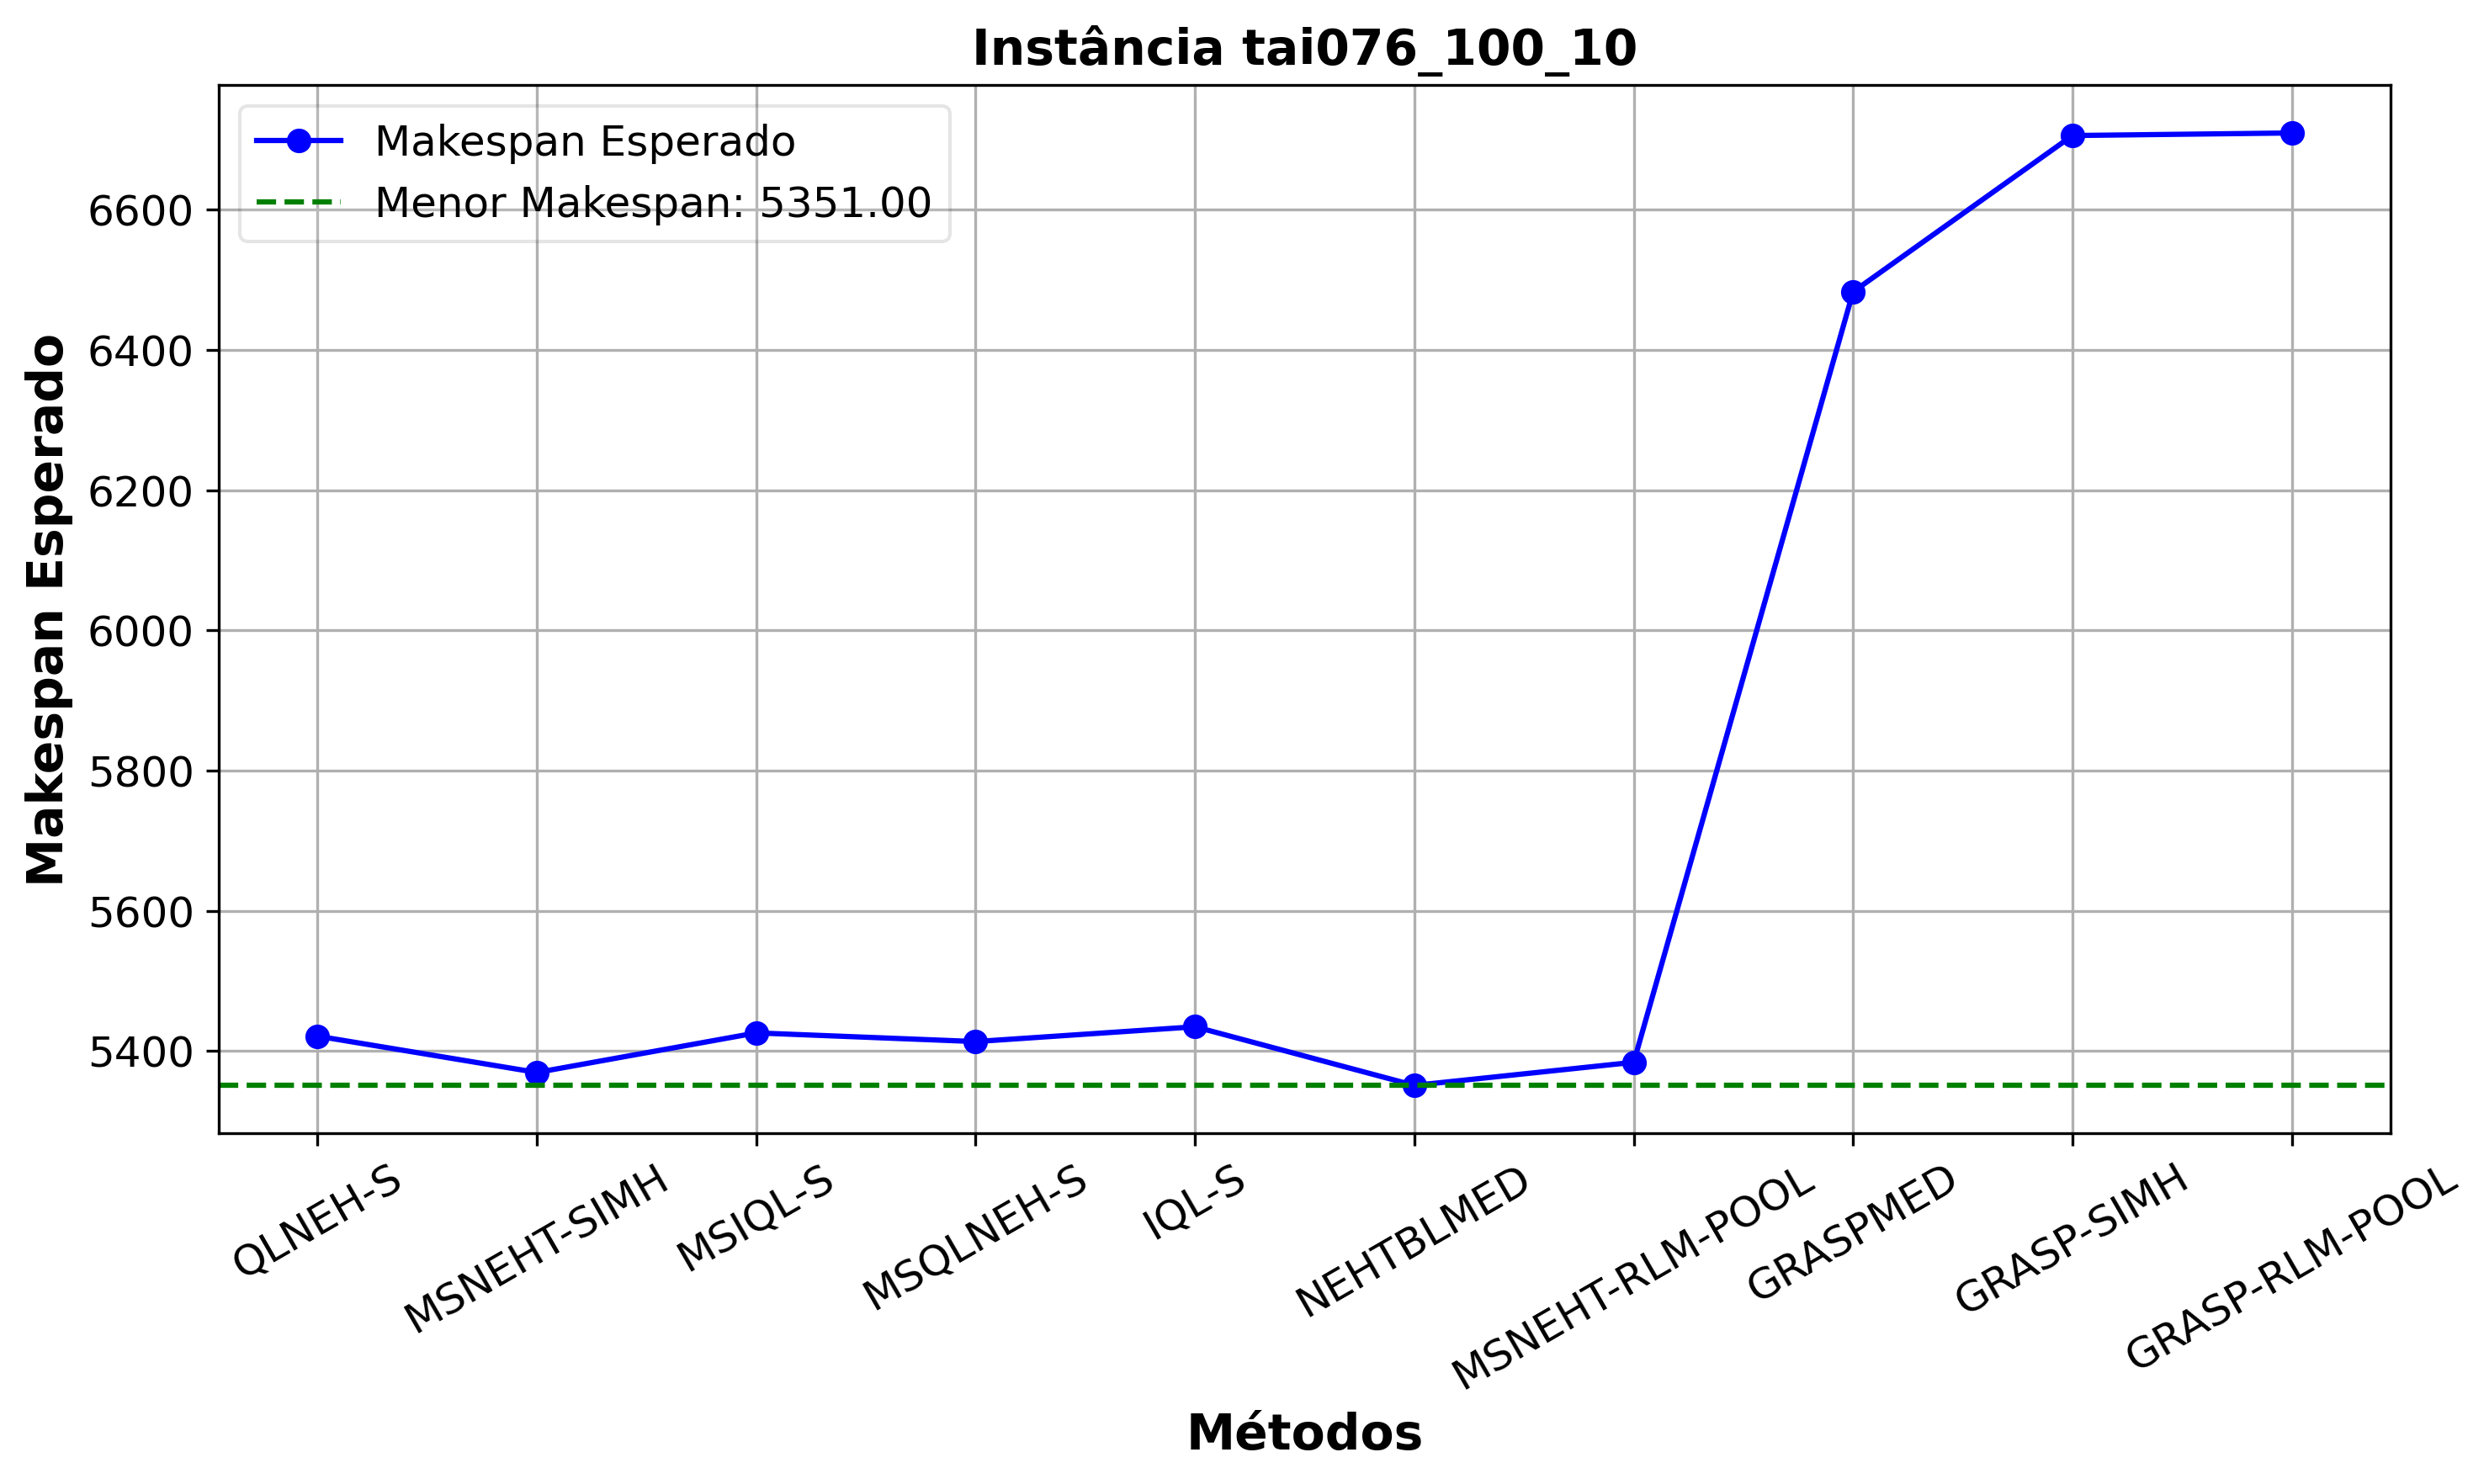 Instância tai076_100_10
Makespan Esperado
Menor Makespan: 5351.00
Makespan Esperado
6600
6400
6200
6000
5800
5600
5400
QLNEH-S
MSNEHT-SIMH
MSIQL-S
MSQLNEH-S
IQL-S
NEHTBLMED
MSNEHT-RLM-POOL
GRASPMED
GRASP-SIMH
GRASP-RLM-POOL
Métodos